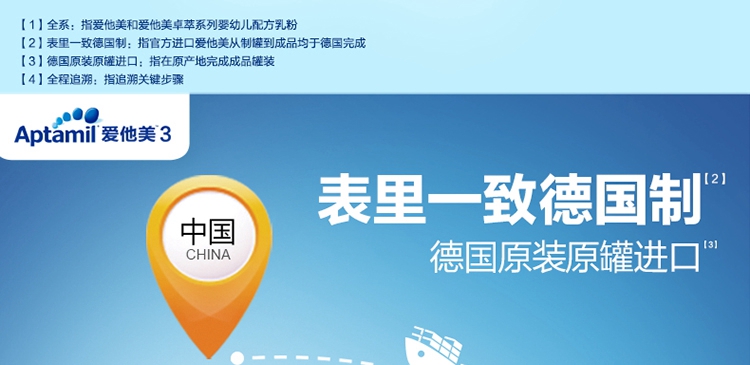 【1】全系：指爱他美和爱他美卓萃系列婴幼儿配方乳粉
【2】表里一致德国制：指官方进口爱他美从制罐到成品均于德国完成
【3】德国原装原罐进口：指在原产地完成成品罐装
【4】全程追溯：指追溯关键步骤
Aptamil 爱他美™3
表里一致德国制【2】
中国
CHINA
德国原装原罐进口【3】